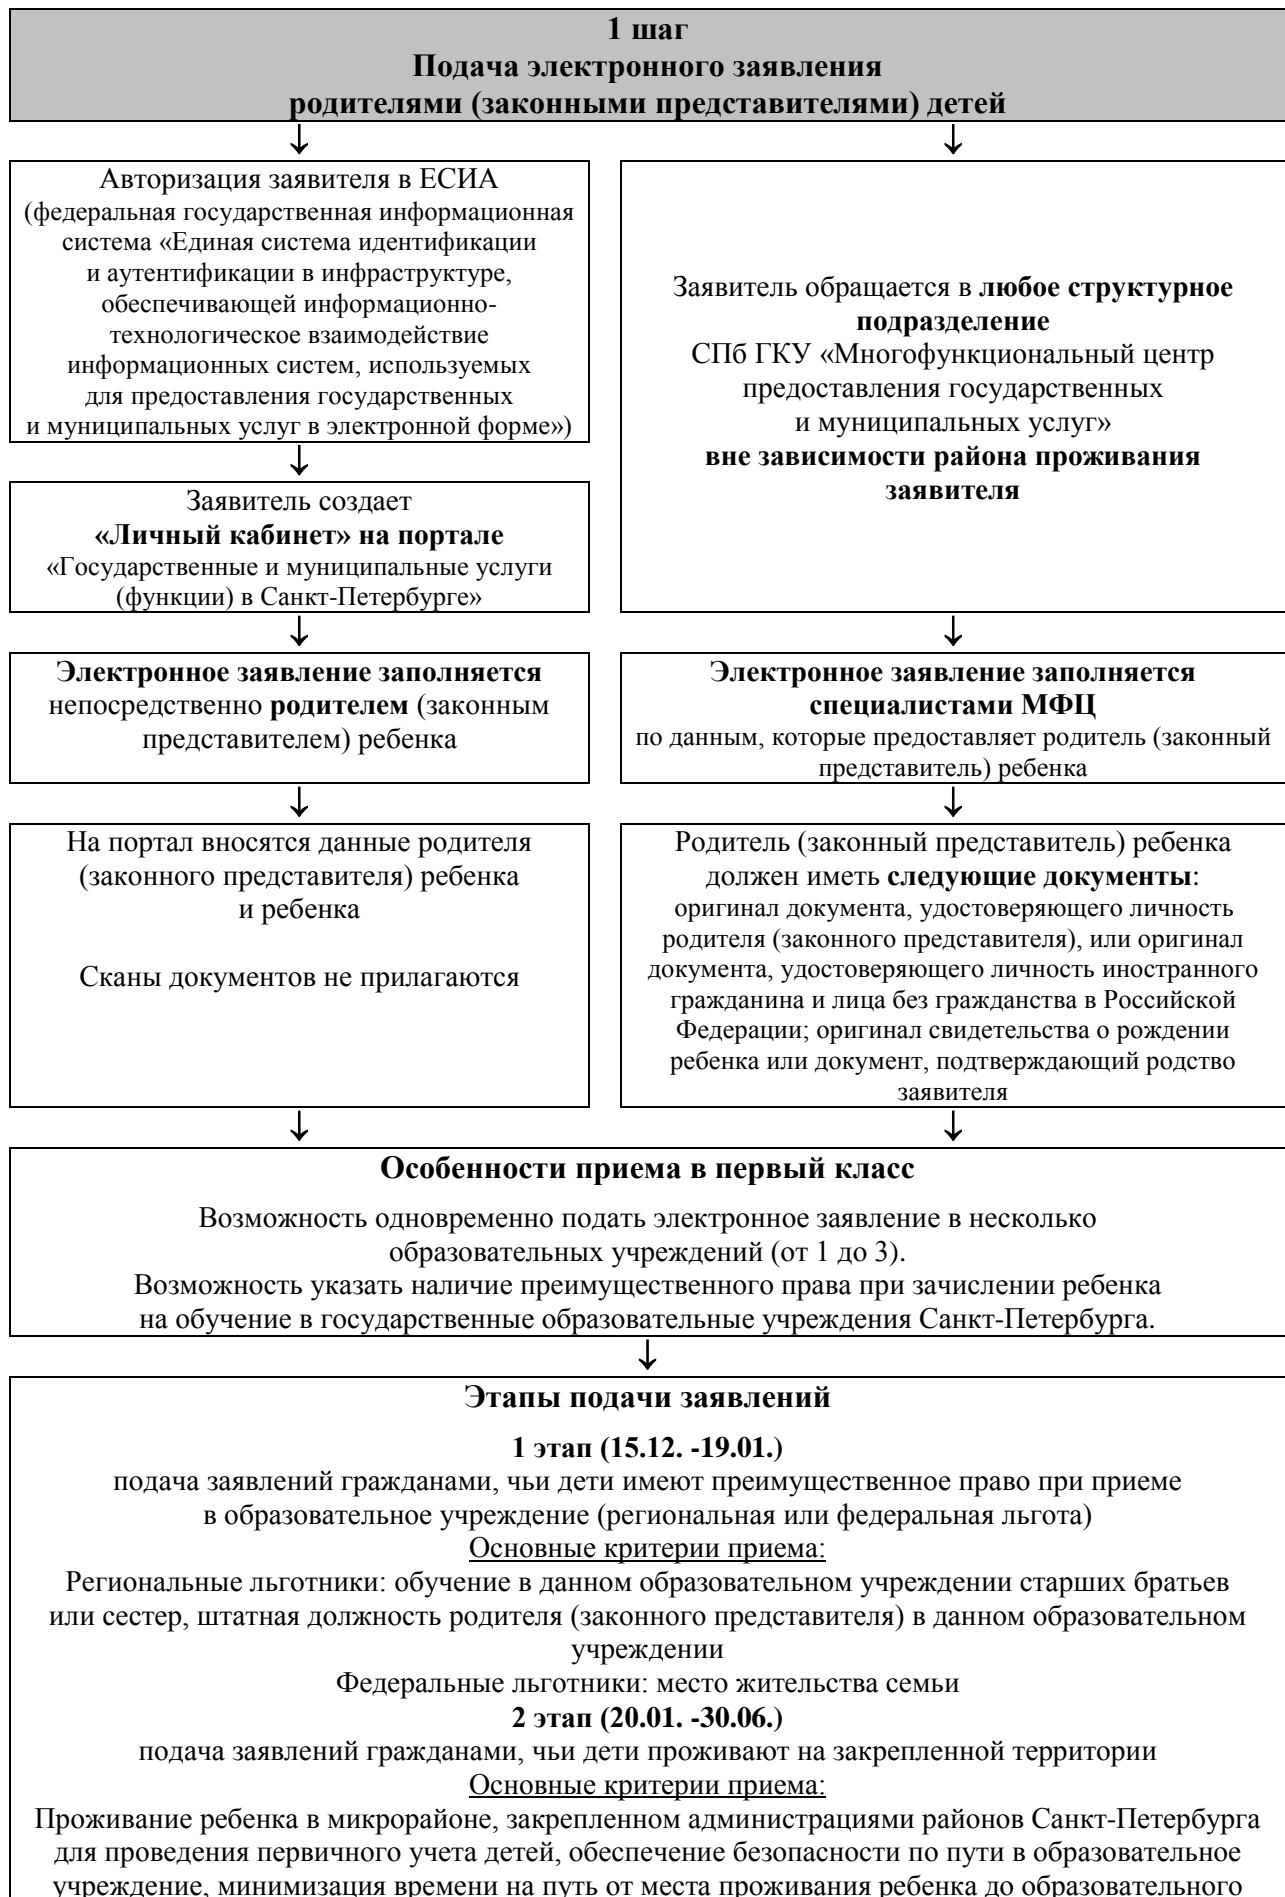 1 шаг
Подача электронного заявления
родителями (законными представителями) детей
Авторизация заявителя в ЕСИА
(федеральная государственная информационная
система «Единая система идентификации
и аутентификации в инфраструктуре,
обеспечивающей информационно-
технологическое взаимодействие
информационных систем, используемых
для предоставления государственных
и муниципальных услуг в электронной форме»)
Заявитель создает
«Личный кабинет» на портале
«Государственные и муниципальные услуги
(функции) в Санкт-Петербурге»
Электронное заявление заполняется
непосредственно родителем (законным
представителем) ребенка
На портал вносятся данные родителя
(законного представителя) ребенка
и ребенка
Сканы документов не прилагаются
Заявитель обращается в любое структурное
подразделение
СПб ГКУ «Многофункциональный центр
предоставления государственных
и муниципальных услуг»
вне зависимости района проживания
заявителя
Электронное заявление заполняется
специалистами МФЦ
по данным, которые предоставляет родитель (законный
представитель) ребенка
Родитель (законный представитель) ребенка
должен иметь следующие документы:
оригинал документа, удостоверяющего личность
родителя (законного представителя), или оригинал
документа, удостоверяющего личность иностранного
гражданина и лица без гражданства в Российской
Федерации; оригинал свидетельства о рождении
ребенка или документ, подтверждающий родство
заявителя
Особенности приема в первый класс
Возможность одновременно подать электронное заявление в несколько
образовательных учреждений (от 1 до 3).
Возможность указать наличие преимущественного права при зачислении ребенка
на обучение в государственные образовательные учреждения Санкт-Петербурга.
Этапы подачи заявлений
1 этап (15.12. -19.01.)
подача заявлений гражданами, чьи дети имеют преимущественное право при приеме
в образовательное учреждение (региональная или федеральная льгота)
Основные критерии приема:
Региональные льготники: обучение в данном образовательном учреждении старших братьев
или сестер, штатная должность родителя (законного представителя) в данном образовательном
учреждении
Федеральные льготники: место жительства семьи
2 этап (20.01. -30.06.)
подача заявлений гражданами, чьи дети проживают на закрепленной территории
Основные критерии приема:
Проживание ребенка в микрорайоне, закрепленном администрациями районов Санкт-Петербурга
для проведения первичного учета детей, обеспечение безопасности по пути в образовательное
учреждение, минимизация времени на путь от места проживания ребенка до образовательного